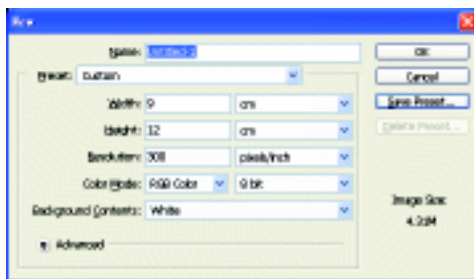 New
Name: Untitled-2
OK
Preset: Custom
Cancel
Width: 9 cm
Save Preset...
Height: 12 cm
Delete Preset...
Resolution: 300 pixels/inch
Color Mode: RGB Color 8 bit
Background Contents: White
Image Size:
4.31M
Advanced